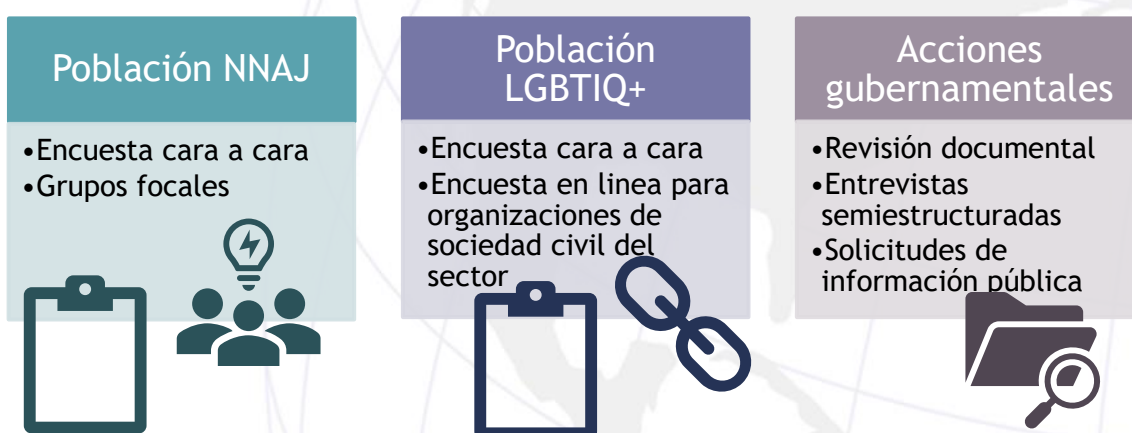 Población NNAJ
•Encuesta cara a cara
•Grupos focales
Población
LGBTIQ+
•Encuesta cara a cara
•Encuesta en linea para
organizaciones de
sociedad civil del
sector
Acciones
gubernamentales
•Revisión documental
•Entrevistas
semiestructuradas
•Solicitudes de
información pública